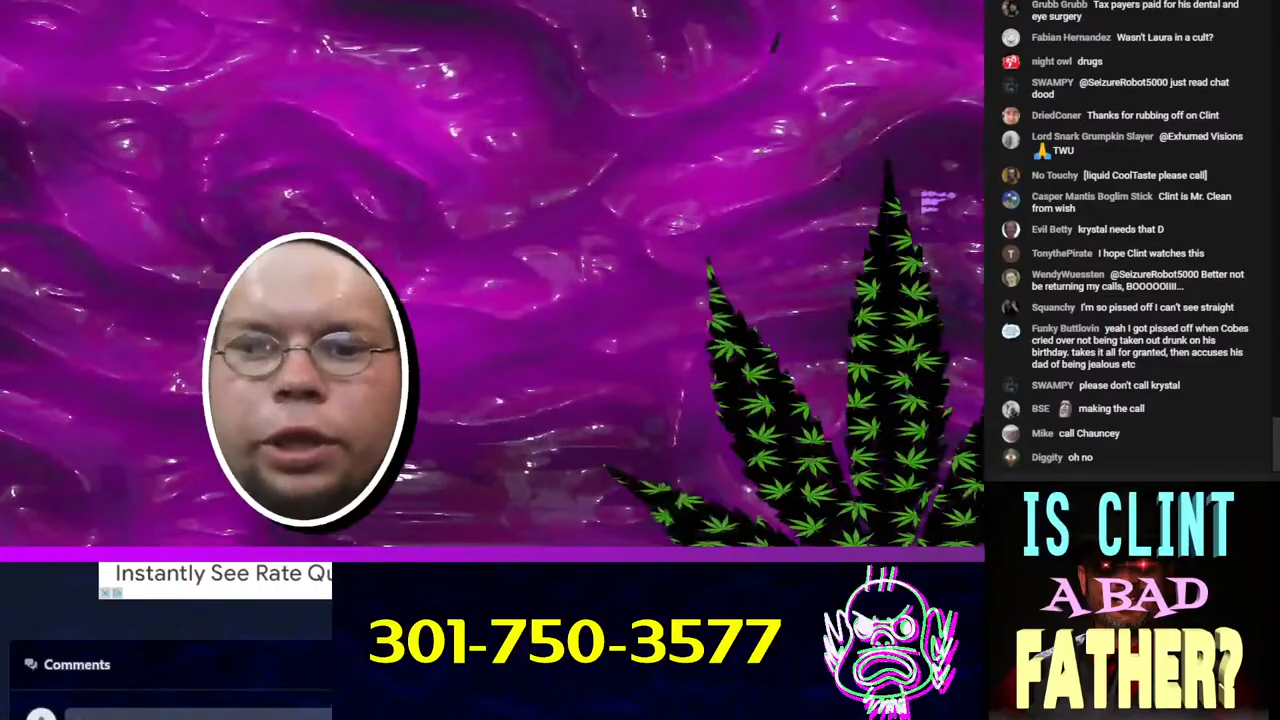 Grubb Grubb Tax payers paid for his dental and
eye surgery
Fabian Hernandez Wasn't Laura in a cult?
night owl drugs
SWAMPY @SeizureRobot5000 just read chat
dood
DriedConer Thanks for rubbing off on Clint
Lord Snark Grumpkin Slayer @Exhumed Visions
🙏 TWU
No Touchy [liquid CoolTaste please call]
Casper Mantis Boglim Stick Clint is Mr. Clean
from wish
Evil Betty krystal needs that D
T TonythePirate I hope Clint watches this
WendyWuessten @SeizureRobot5000 Better not
be returning my calls, BOOOOOIIII...
Squanchy I'm so pissed off I can't see straight
Funky Buttlovin yeah I got pissed off when Cobes
cried over not being taken out drunk on his
birthday. takes it all for granted, then accuses his
dad of being jealous etc
SWAMPY please don't call krystal
BSE making the call
Mike call Chauncey
Diggity oh no
Instantly See Rate Qu
Comments
301-750-3577
IS CLINT
A BAD
FATHER?